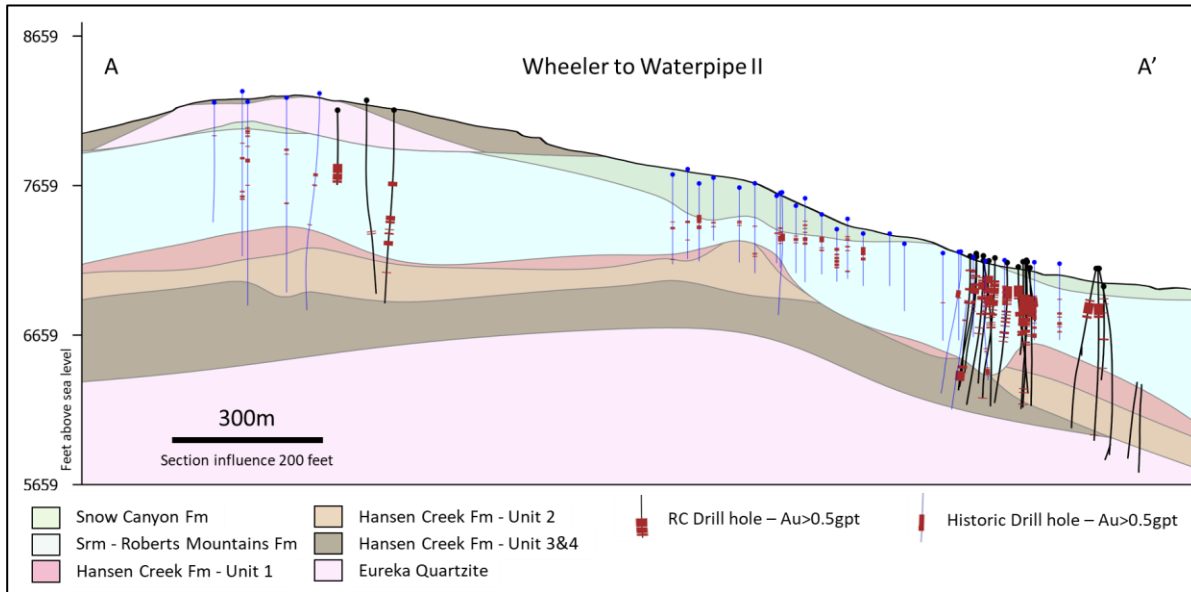 8659
A
Wheeler to Waterpipe II
A’
7659
6659
Feet above sea level
300m
Section influence 200 feet
5659
Snow Canyon Fm
Srm - Roberts Mountains Fm
Hansen Creek Fm - Unit 1
Hansen Creek Fm - Unit 2
Hansen Creek Fm - Unit 3&4
Eureka Quartzite
RC Drill hole – Au>0.5gpt
Historic Drill hole – Au>0.5gpt